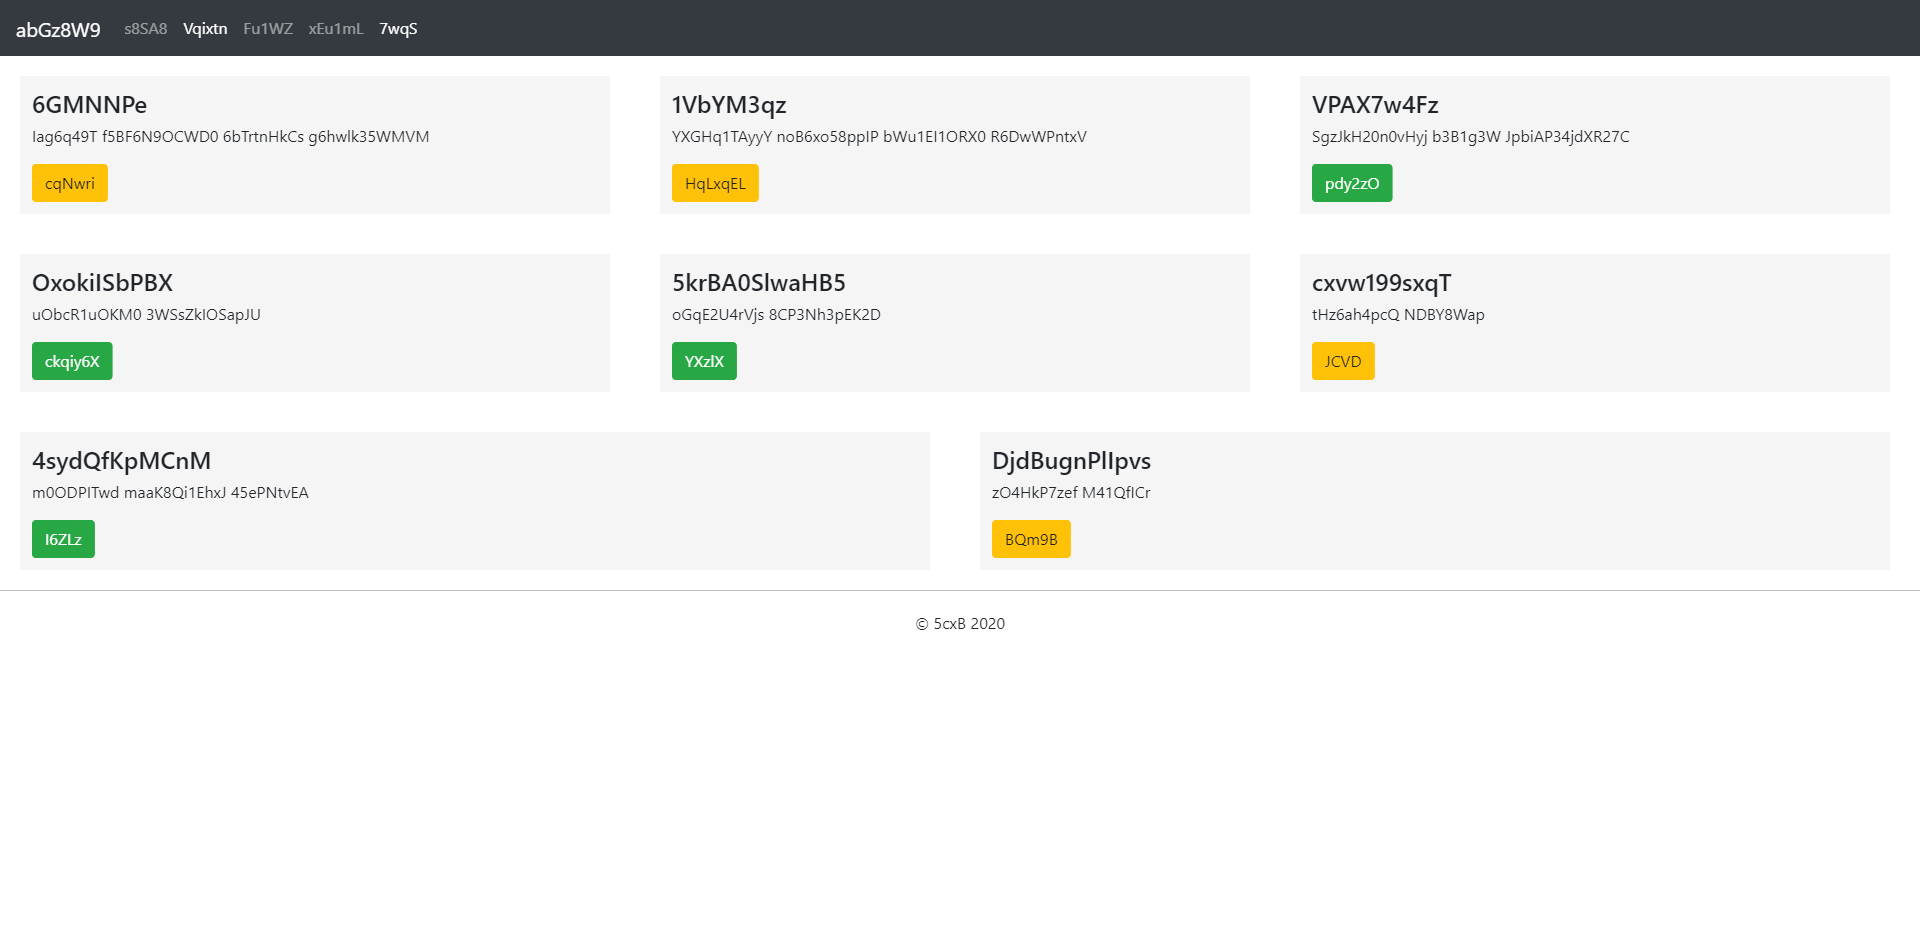 abGz8W9 s8SA8 Vqixtn Fu1WZ xEu1mL 7wqS
6GMNNPe
Iag6q49T f5BF6N9OCWD0 6bTrtnHkCs g6hwlk35WMVM
cqNwri
1VbYM3qz
YXGHq1TAyyY noB6xo58ppIP bWu1EI1ORX0 R6DwWPntxV
HqLxqEL
VPAX7w4Fz
SgzJkH20n0vHyj b3B1g3W JpbiAP34jdXR27C
pdy2zO
OxokiISbPBX
uObcR1uOKM0 3WSsZkIOSapJU
ckqiy6X
5krBA0SlwaHB5
oGqE2U4rVjs 8CP3Nh3pEK2D
YXzlX
cxvw199sxqT
tHz6ah4pcQ NDBY8Wap
JCVD
4sydQfKpMCnM
m0ODPITwd maaK8Qi1EhxJ 45ePNtvEA
I6ZLz
DjdBugnPlIpvs
zO4HkP7zef M41QfICr
BQm9B
© 5cxB 2020